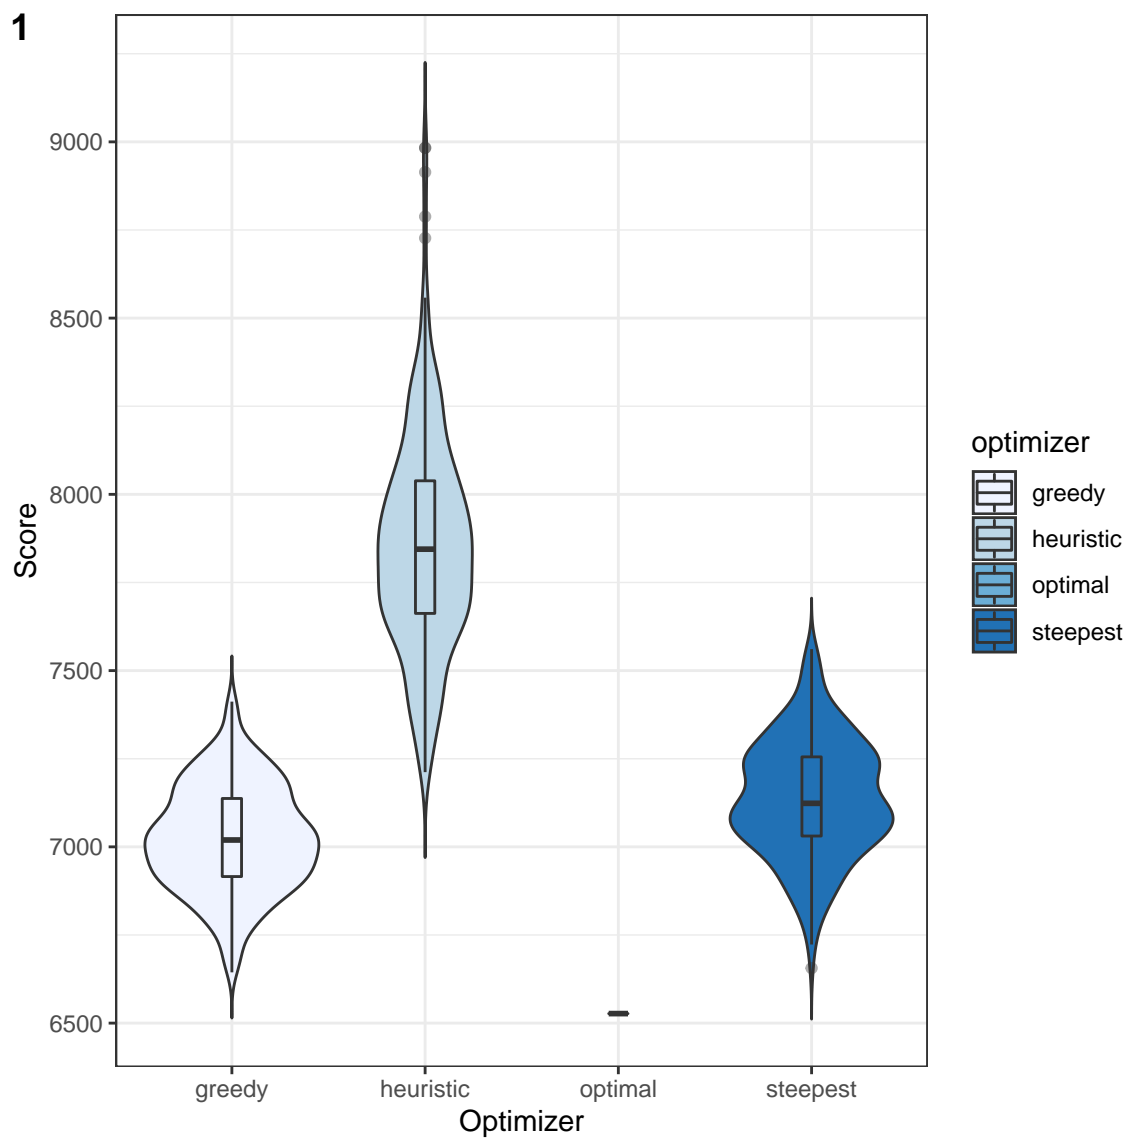 1
9000
8500
8000
7500
7000
6500
Score
greedy
heuristic
optimal
steepest
Optimizer
optimizer
greedy
heuristic
optimal
steepest